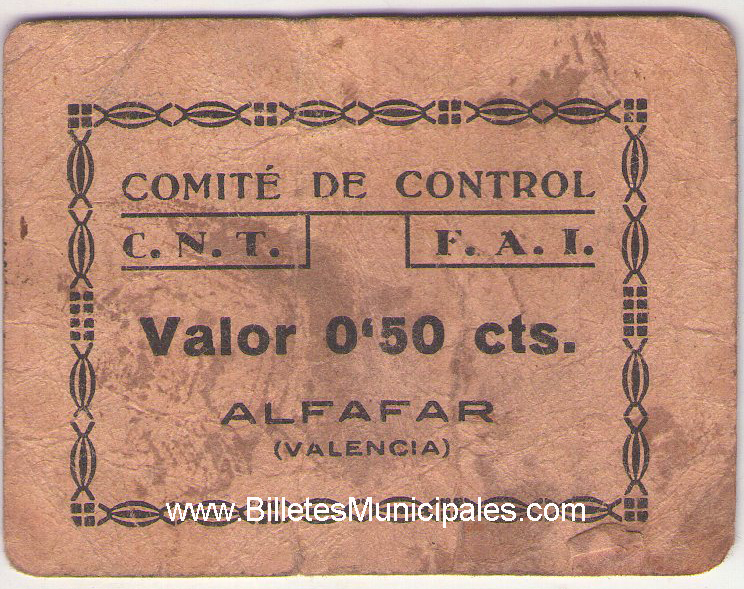 COMITÉ DE CONTROL
C. N. T. F. A. I.
Valor 0‘50 cts.
ALFAFAR
(VALENCIA)
www.BilletesMunicipales.com